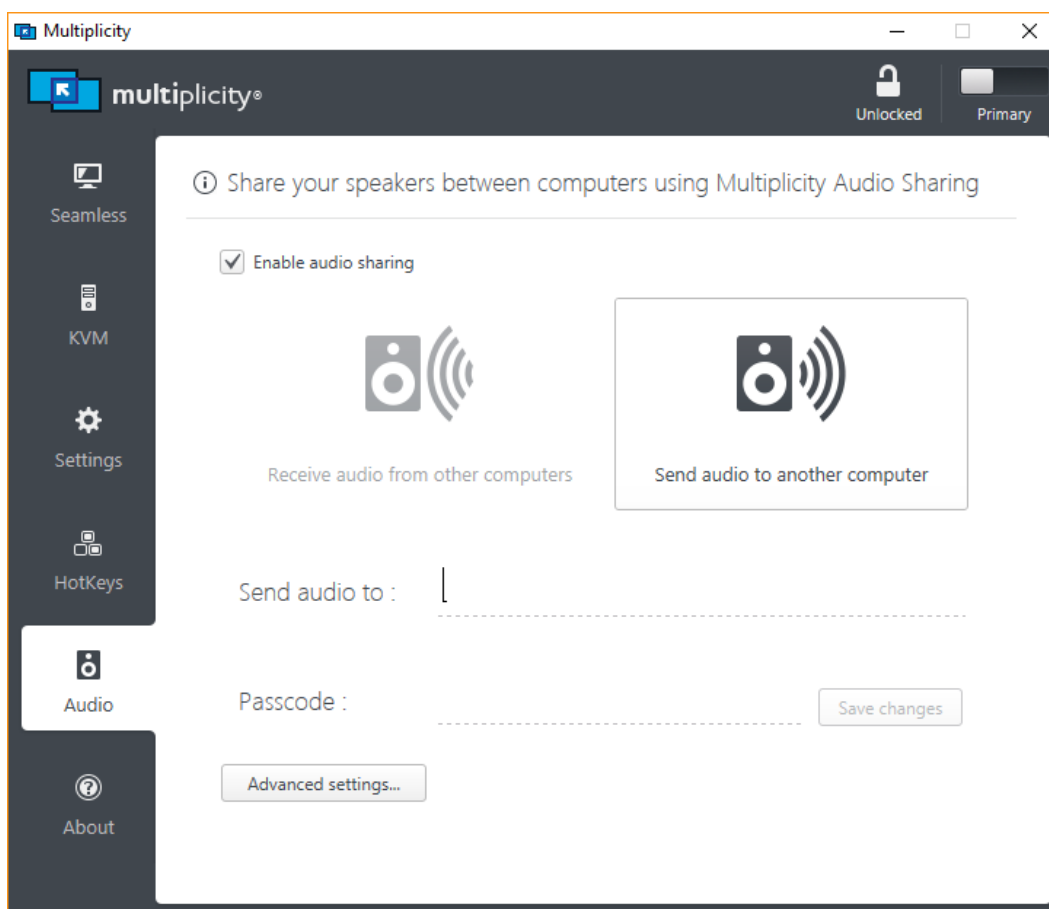 Multiplicity
multiplicity®
Unlocked
Primary
Seamless
KVM
Settings
HotKeys
Audio
About
Share your speakers between computers using Multiplicity Audio Sharing
Enable audio sharing
Receive audio from other computers
Send audio to another computer
Send audio to :
Passcode :
Save changes
Advanced settings...